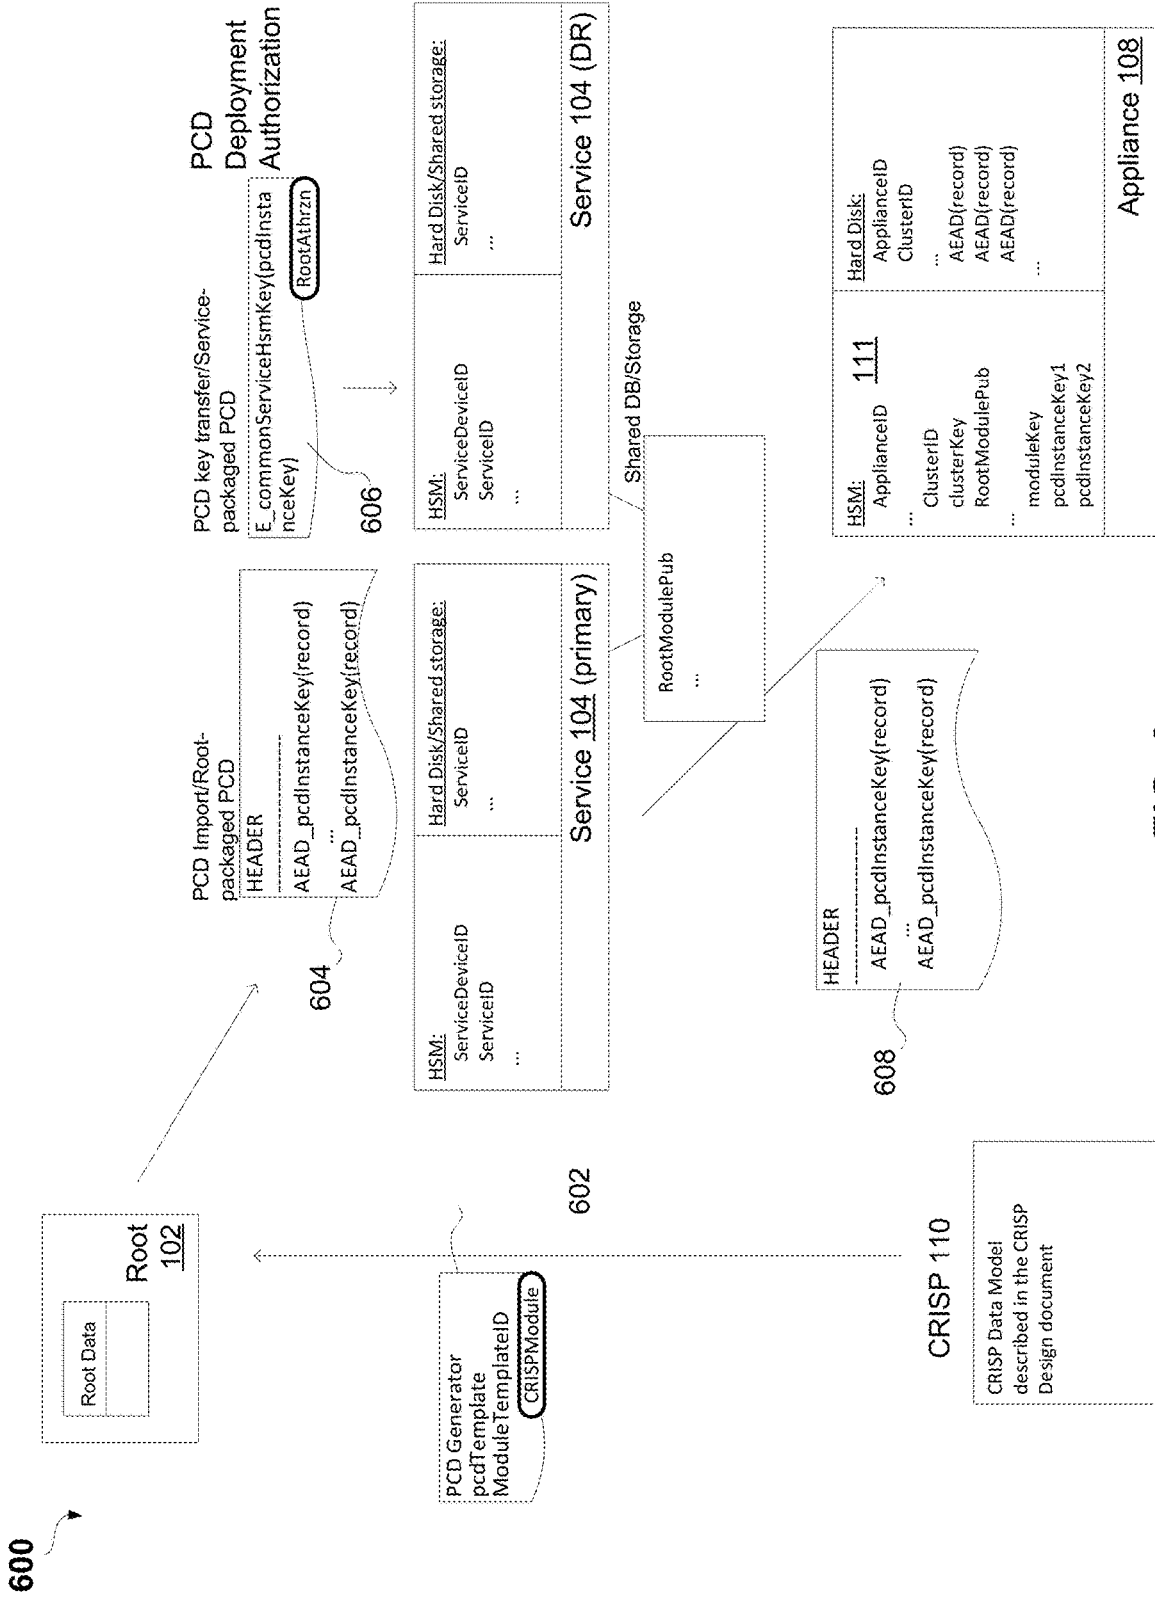 600
Root Data
Root
102
PCD Import/Root-
packaged PCD
HEADER
--------------------
AEAD_pcdInstanceKey(record)
...
AEAD_pcdInstanceKey(record)
604
PCD key transfer/Service-
packaged PCD
E_commonServiceHsmKey(pcdInsta
nceKey)
RootAthrzn
606
PCD
Deployment
Authorization
PCD Generator
pcdTemplate
ModuleTemplateID
CRISPModule
602
HSM:
ServiceDeviceID
ServiceID
...
Hard Disk/Shared storage:
ServiceID
...
Service 104 (primary)
HSM:
ServiceDeviceID
ServiceID
...
Hard Disk/Shared storage:
ServiceID
...
Service 104 (DR)
Shared DB/Storage
RootModulePub
...
CRISP 110
CRISP Data Model
described in the CRISP
Design document
HEADER
--------------------
AEAD_pcdInstanceKey(record)
...
AEAD_pcdInstanceKey(record)
608
HSM:
111
ApplianceID
...
ClusterID
clusterKey
RootModulePub
...
moduleKey
pcdInstanceKey1
pcdInstanceKey2
Hard Disk:
ApplianceID
ClusterID
...
AEAD(record)
AEAD(record)
AEAD(record)
...
Appliance 108